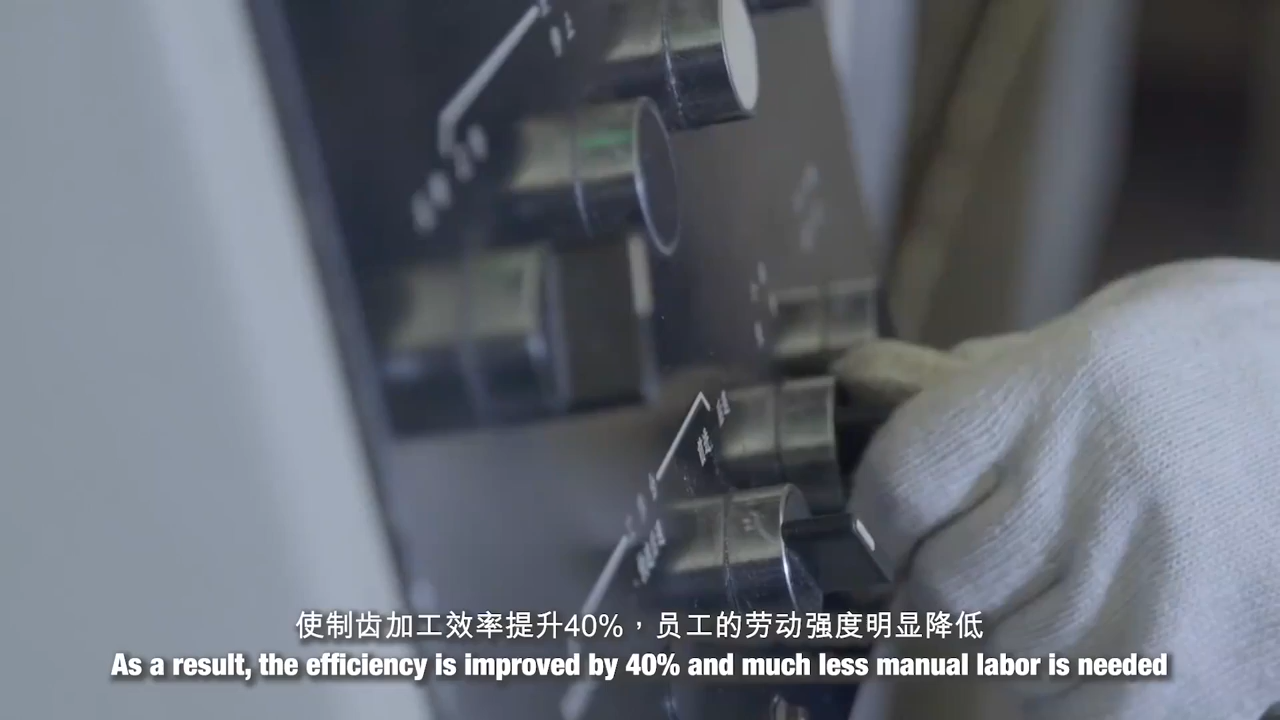 使制齿加工效率提升40%，员工的劳动强度明显降低
As a result, the efficiency is improved by 40% and much less manual labor is needed